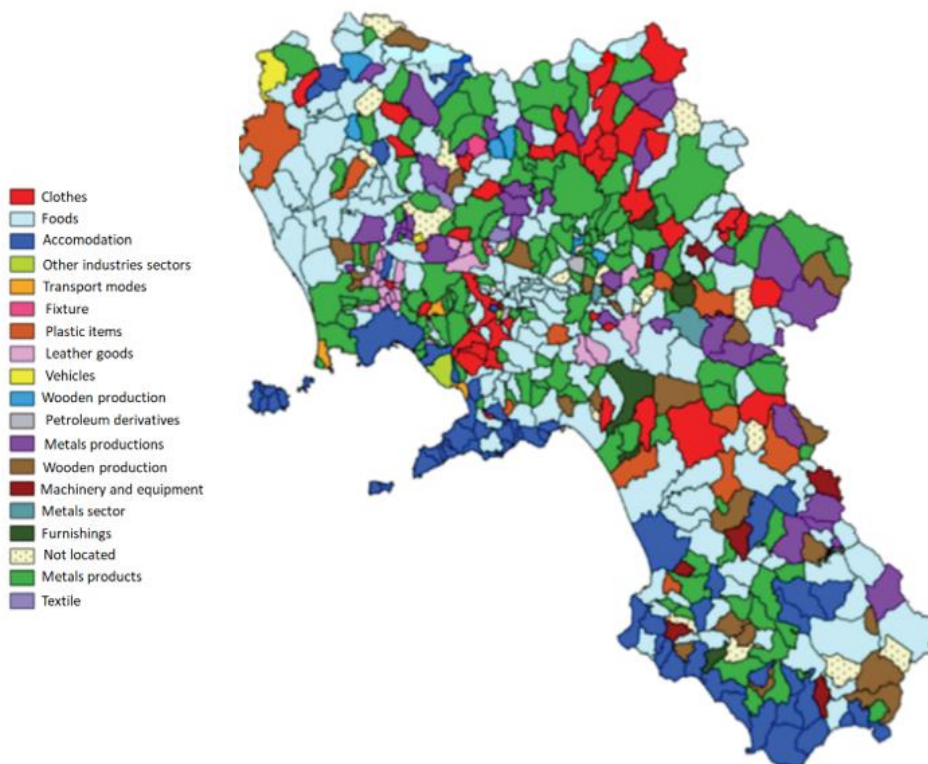 Clothes
Foods
Accomodation
Other industries sectors
Transport modes
Fixture
Plastic items
Leather goods
Vehicles
Wooden production
Petroleum derivatives
Metals productions
Wooden production
Machinery and equipment
Metals sector
Furnishings
Not located
Metals products
Textile